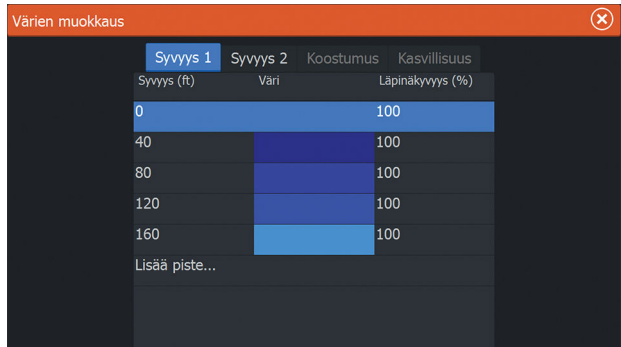 Värien muokkaus
Syvyys 1 Syvyys 2 Koostumus Kasvillisuus
Syvyys (ft) Väri Läpinäkyvyys (%)
0 100
40 100
80 100
120 100
160 100
Lisää piste...